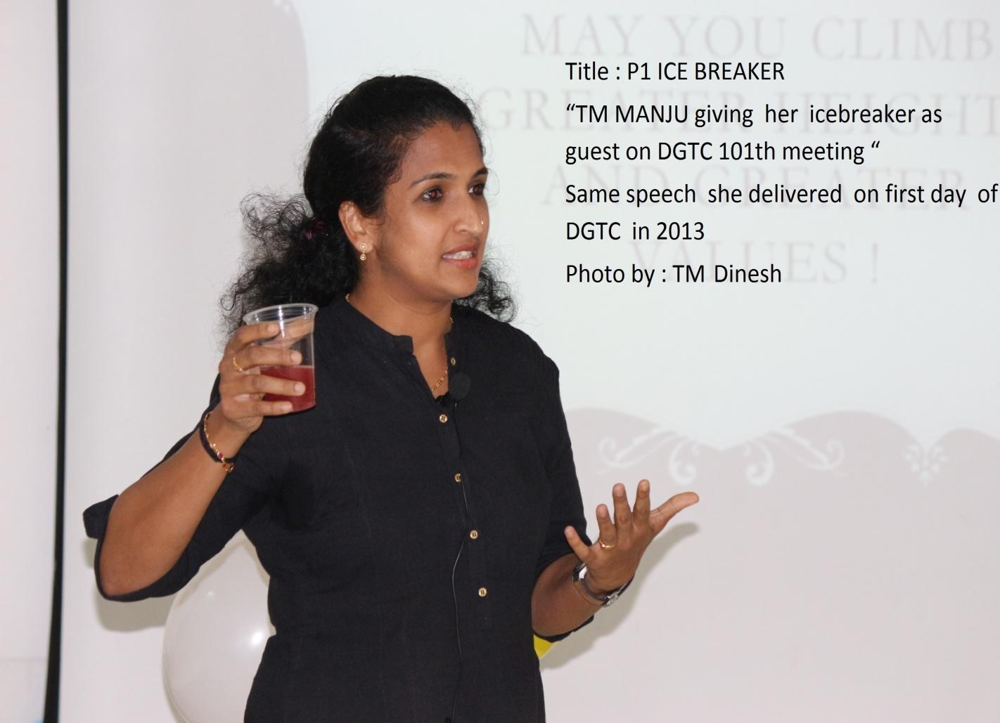 MAY YOU CLIMB
GREATER HEIGHT
AND GREATER
VALUES !
Title : P1 ICE BREAKER
“TM MANJU giving her icebreaker as
guest on DGTC 101th meeting “
Same speech she delivered on first day of
DGTC in 2013
Photo by : TM Dinesh